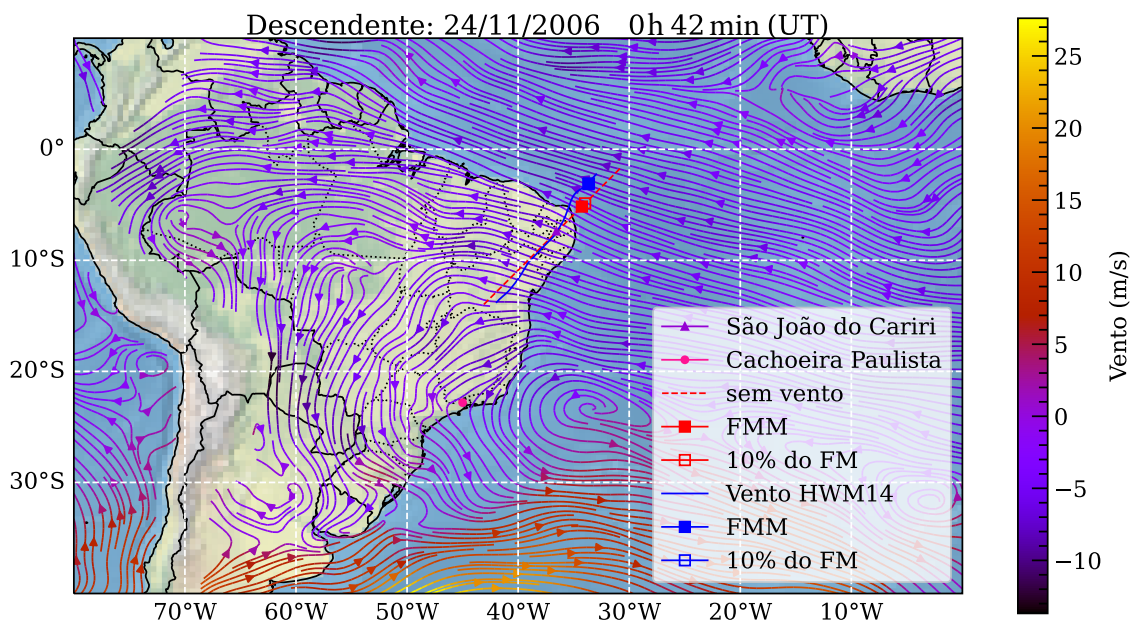 Descendente: 24/11/2006 0h 42 min (UT)
0°
10°S
20°S
30°S
70°W 60°W 50°W 40°W 30°W 20°W 10°W
São João do Cariri
Cachoeira Paulista
sem vento
FMM
10% do FM
Vento HWM14
FMM
10% do FM
25
20
15
10
5
0
−5
−10
Vento (m/s)